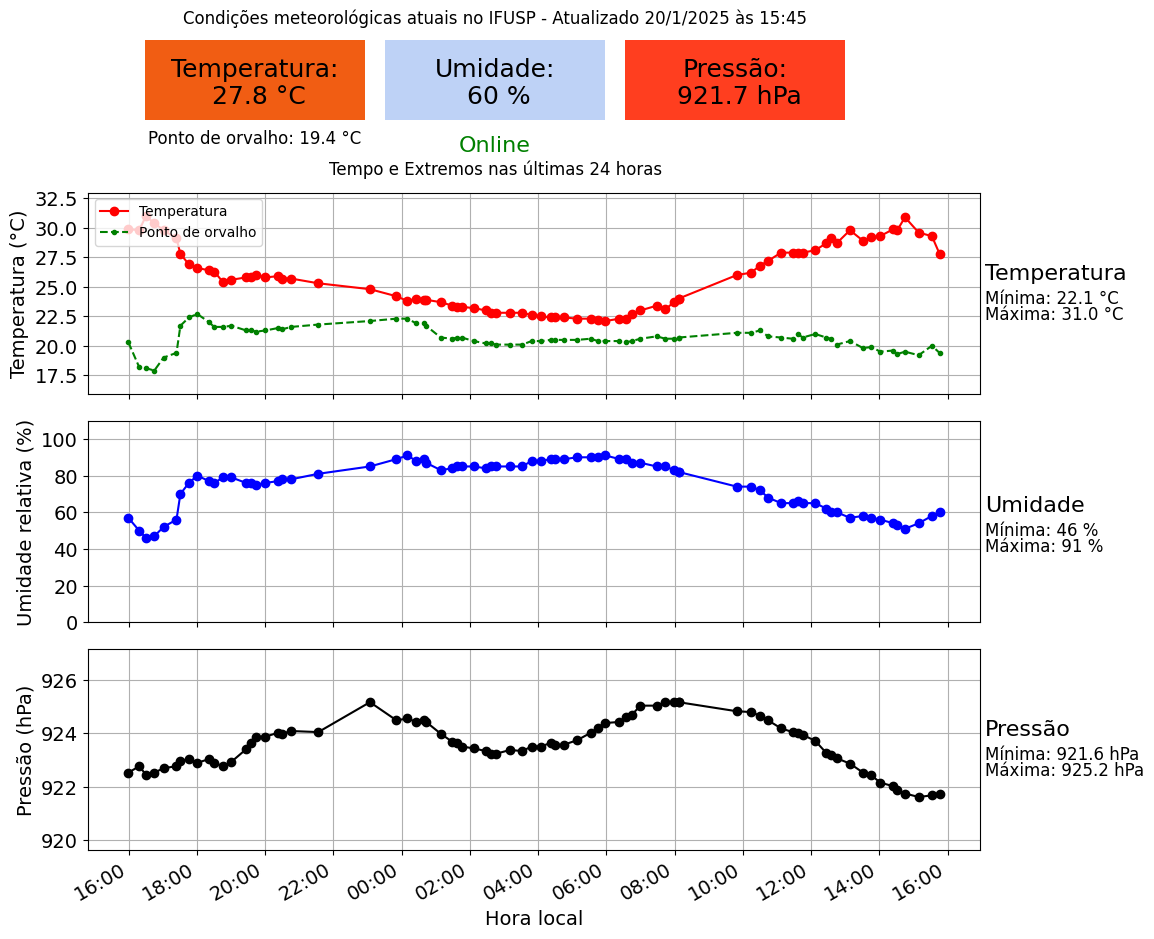 Condições meteorológicas atuais no IFUSP - Atualizado 20/1/2025 às 15:45
Temperatura:
27.8 °C
Umidade:
60 %
Pressão:
921.7 hPa
Ponto de orvalho: 19.4 °C
Online
Tempo e Extremos nas últimas 24 horas
Temperatura (°C)
32.5
30.0
27.5
25.0
22.5
20.0
17.5
Temperatura
Ponto de orvalho
Temperatura
Mínima: 22.1 °C
Máxima: 31.0 °C
Umidade relativa (%)
100
80
60
40
20
0
Umidade
Mínima: 46 %
Máxima: 91 %
Pressão (hPa)
926
924
922
920
Pressão
Mínima: 921.6 hPa
Máxima: 925.2 hPa
16:00 18:00 20:00 22:00 00:00 02:00 04:00 06:00 08:00 10:00 12:00 14:00 16:00
Hora local